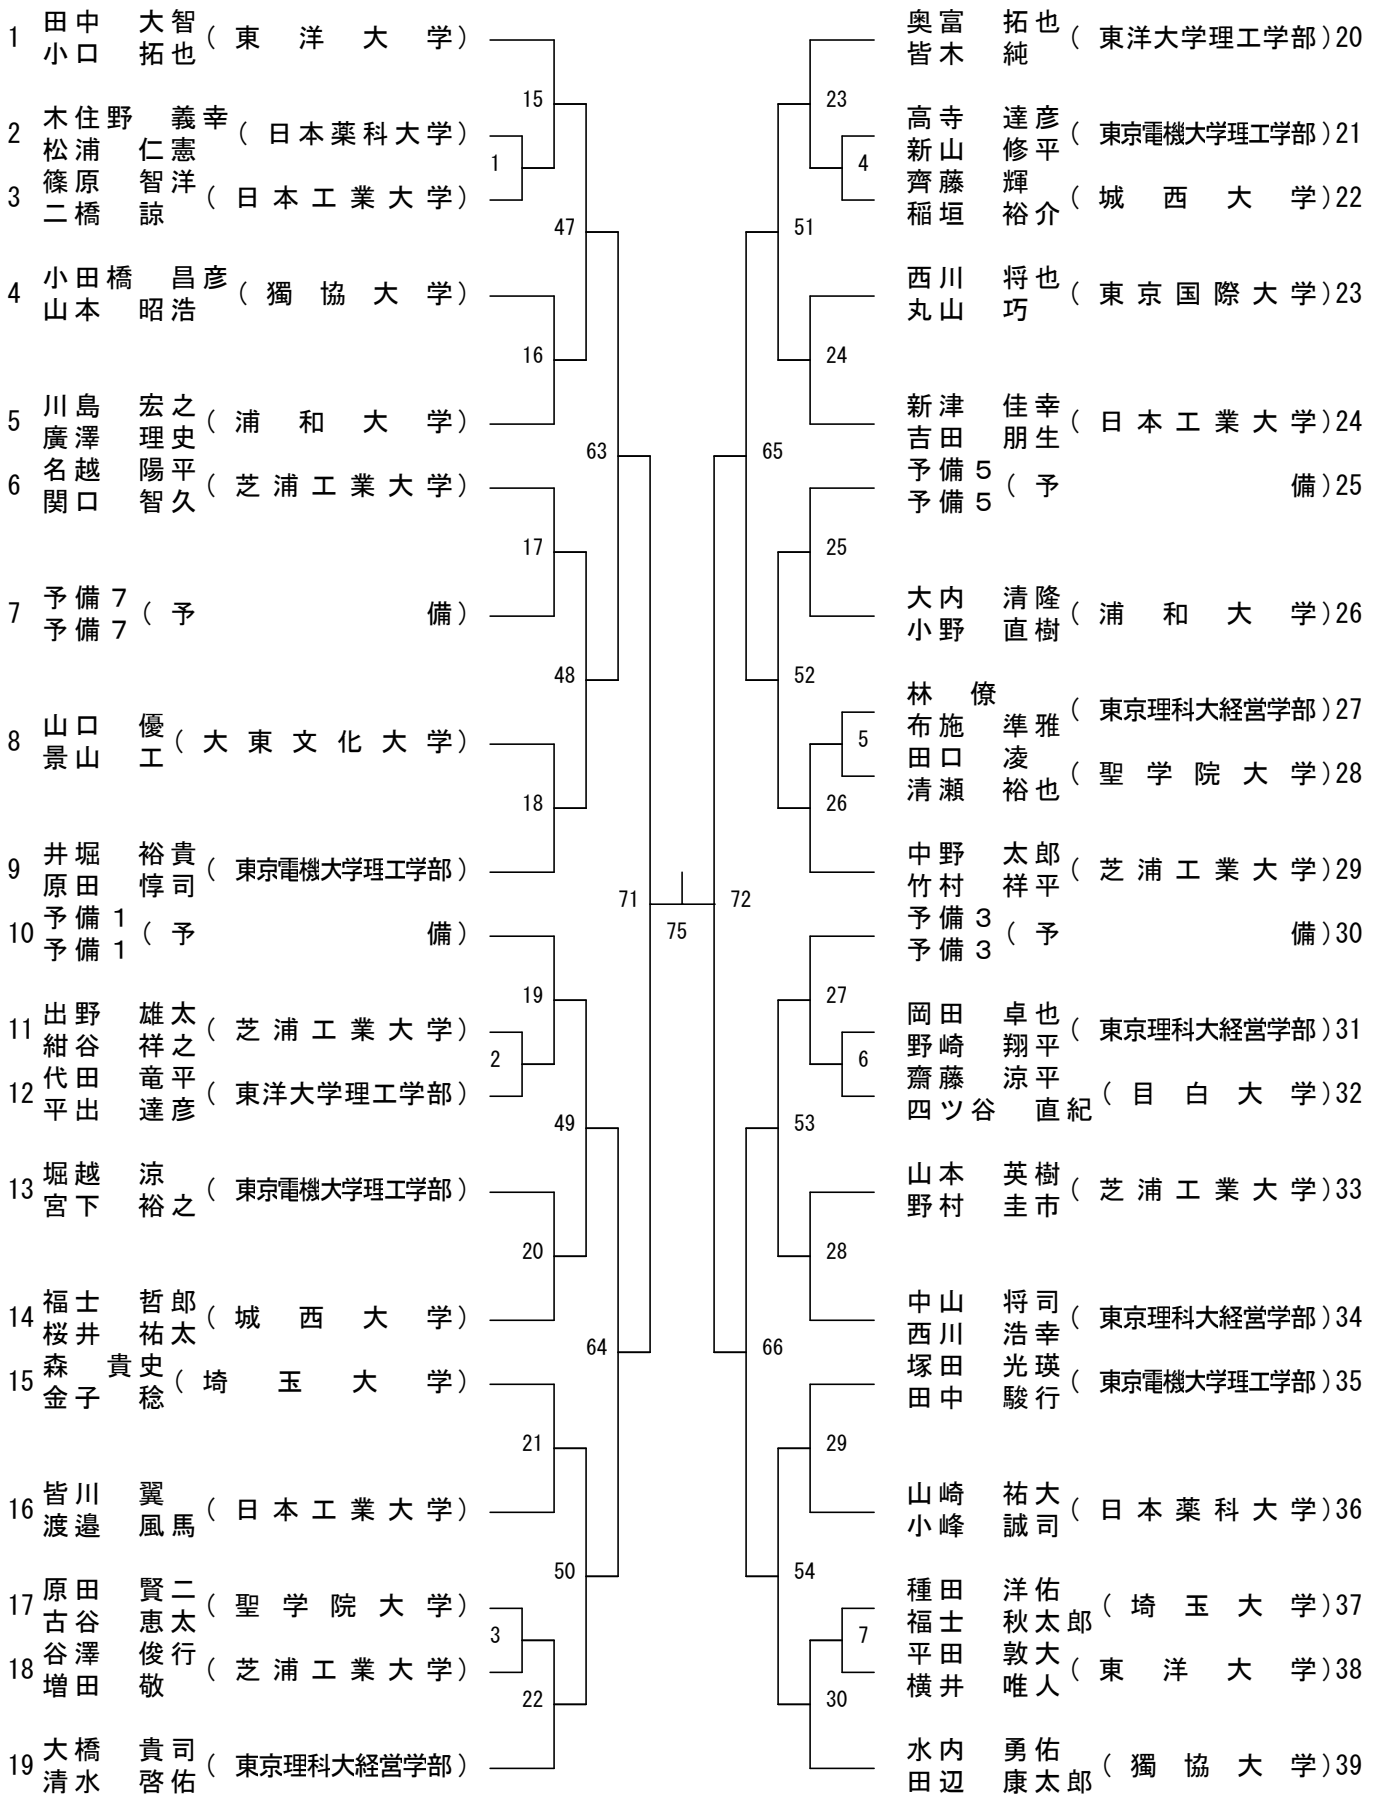 1 田中 大智 (東洋大学)
小口 拓也
15
2 木住野 義幸 (日本薬科大学)
松浦 仁憲
1
3 篠原 智洋 (日本工業大学)
二橋 諒
47
4 小田橋 昌彦 (獨協大学)
山本 昭浩
16
5 川島 宏之 (浦和大学)
廣澤 理史
63
6 名越 陽平 (芝浦工業大学)
関口 智久
17
7 予備7 (予備)
予備7
48
8 山口 優 (大東文化大学)
景山 工
18
9 井堀 裕貴 (東京電機大学理工学部)
原田 惇司
71
75
10 予備1 (予備)
予備1
19
11 出野 雄太 (芝浦工業大学)
紺谷 祥之
2
12 代田 竜平 (東洋大学理工学部)
平出 達彦
49
13 堀越 涼 (東京電機大学理工学部)
宮下 裕之
20
14 福士 哲郎 (城西大学)
桜井 祐太
64
15 森 貴史 (埼玉大学)
金子 稔
21
16 皆川 翼 (日本工業大学)
渡邉 風馬
50
17 原田 賢二 (聖学院大学)
古谷 恵太
3
18 谷澤 俊行 (芝浦工業大学)
増田 敬
22
19 大橋 貴司 (東京理科大経営学部)
清水 啓佑
奥富 拓也 (東洋大学理工学部) 20
皆木 純
23
高寺 達彦 (東京電機大学理工学部) 21
新山 修平
4
齊藤 輝 (城西大学) 22
稲垣 裕介
51
西川 将也 (東京国際大学) 23
丸山 巧
24
新津 佳幸 (日本工業大学) 24
吉田 朋生
65
予備5 (予備) 25
予備5
25
大内 清隆 (浦和大学) 26
小野 直樹
52
林 僚 (東京理科大経営学部) 27
布施 準雅
5
田口 凌 (聖学院大学) 28
清瀬 裕也
26
中野 太郎 (芝浦工業大学) 29
竹村 祥平
72
予備3 (予備) 30
予備3
27
岡田 卓也 (東京理科大経営学部) 31
野崎 翔平
6
齋藤 涼平 (目白大学) 32
四ツ谷 直紀
53
山本 英樹 (芝浦工業大学) 33
野村 圭市
28
中山 将司 (東京理科大経営学部) 34
西川 浩幸
66
塚田 光瑛 (東京電機大学理工学部) 35
田中 駿行
29
山崎 祐大 (日本薬科大学) 36
小峰 誠司
54
種田 洋佑 (埼玉大学) 37
福士 秋太郎
7
平田 敦大 (東洋大学) 38
横井 唯人
30
水内 勇佑 (獨協大学) 39
田辺 康太郎